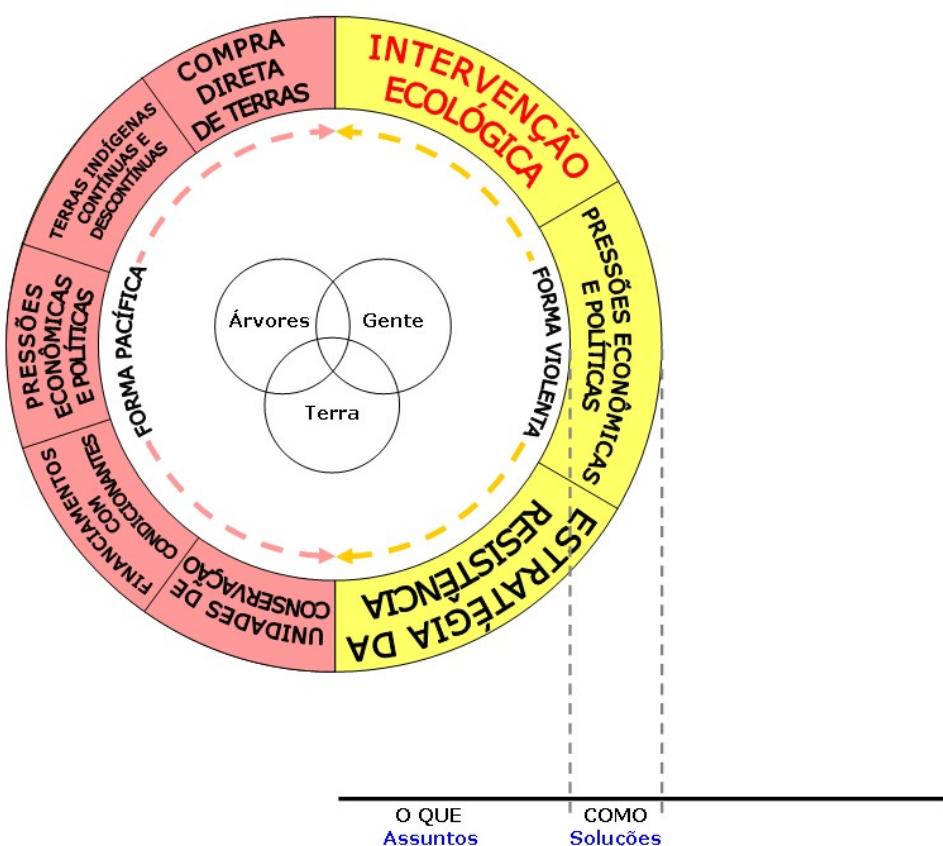 COMPRA
DIRETA
DE TERRAS
INTERVENÇÃO
ECOLÓGICA
TERRAS INDÍGENAS
CONTÍNUAS E
DESCONTÍNUAS
PRESSÕES ECONÔMICAS
E POLÍTICAS
PRESSÕES
ECONÔMICAS
E POLÍTICAS
FORMA PACÍFICA
FORMA VIOLENTA
Árvores
Gente
Terra
FINANCIAMENTOS
COM
CONDICIONANTES
UNIDADES DE
CONSERVAÇÃO
ESTRATÉGIA DA
RESISTÊNCIA
O QUE
Assuntos
COMO
Soluções